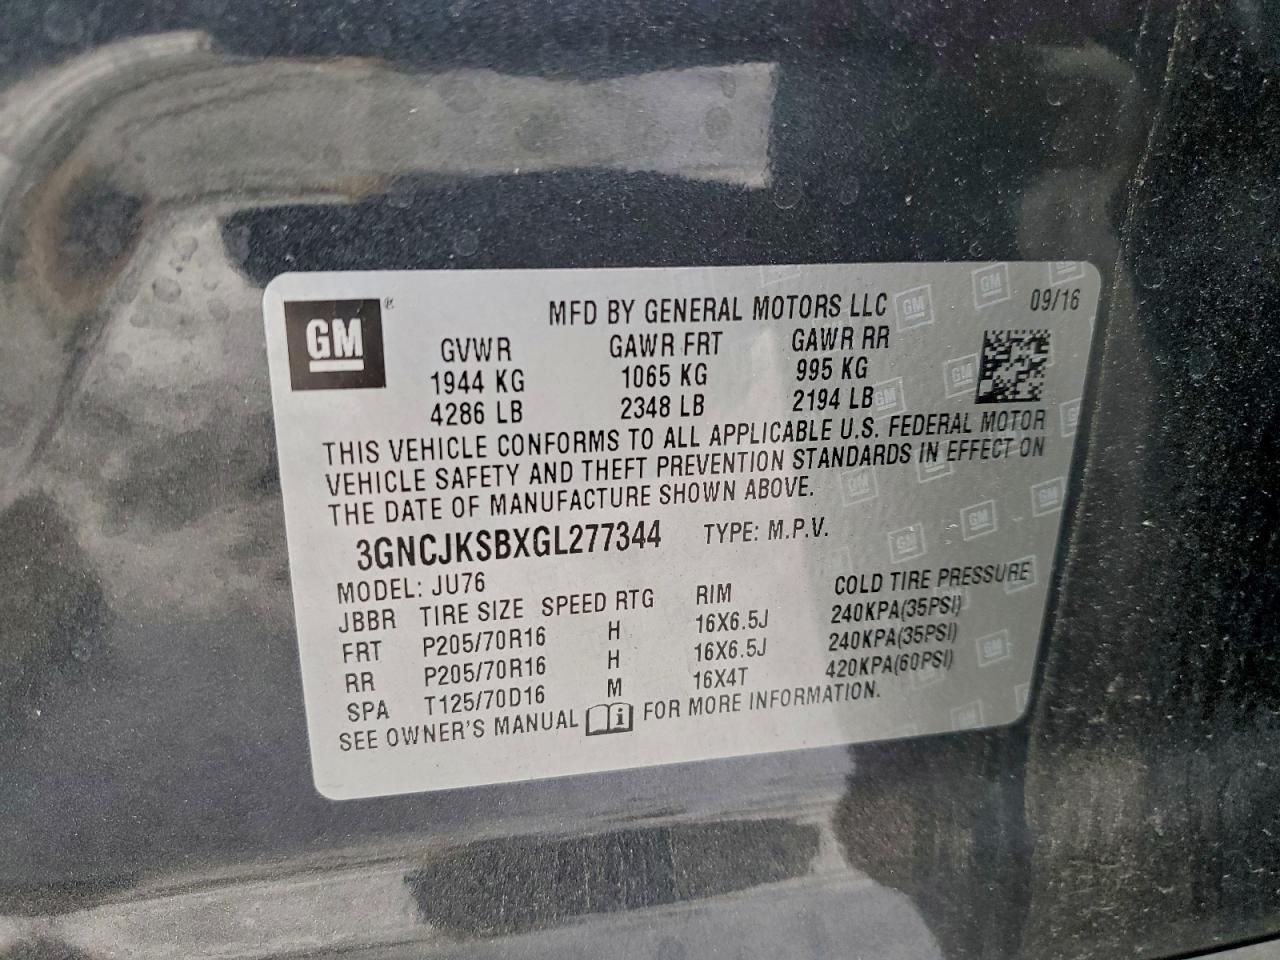 GM ®
MFD BY GENERAL MOTORS LLC 09/16
GVWR GAWR FRT GAWR RR
1944 KG 1065 KG 995 KG
4286 LB 2348 LB 2194 LB
THIS VEHICLE CONFORMS TO ALL APPLICABLE U.S. FEDERAL MOTOR
VEHICLE SAFETY AND THEFT PREVENTION STANDARDS IN EFFECT ON
THE DATE OF MANUFACTURE SHOWN ABOVE.
3GNCJKSBXGL277344 TYPE: M.P.V.
MODEL: JU76
JBBR TIRE SIZE SPEED RTG RIM COLD TIRE PRESSURE
FRT P205/70R16 H 16X6.5J 240KPA(35PSI)
RR P205/70R16 H 16X6.5J 240KPA(35PSI)
SPA T125/70D16 M 16X4T 420KPA(60PSI)
SEE OWNER'S MANUAL FOR MORE INFORMATION.